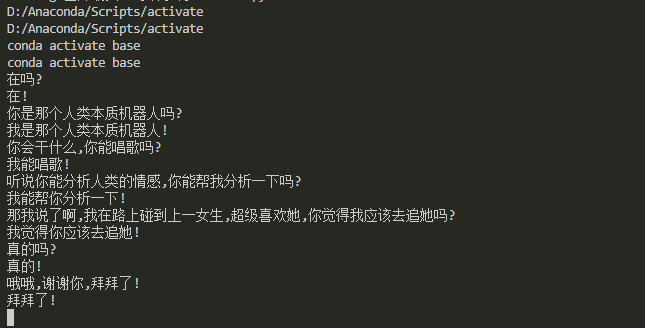 D:/Anaconda/Scripts/activate
D:/Anaconda/Scripts/activate
conda activate base
conda activate base
在吗?
在!
你是那个人类本质机器人吗?
我是那个人类本质机器人!
你会干什么,你能唱歌吗?
我能唱歌!
听说你能分析人类的情感,你能帮我分析一下吗?
我能帮你分析一下!
那我说了啊,我在路上碰到上一女生,超级喜欢她,你觉得我应该去追她吗?
我觉得你应该去追她!
真的吗?
真的!
哦哦,谢谢你,拜拜了!
拜拜了!